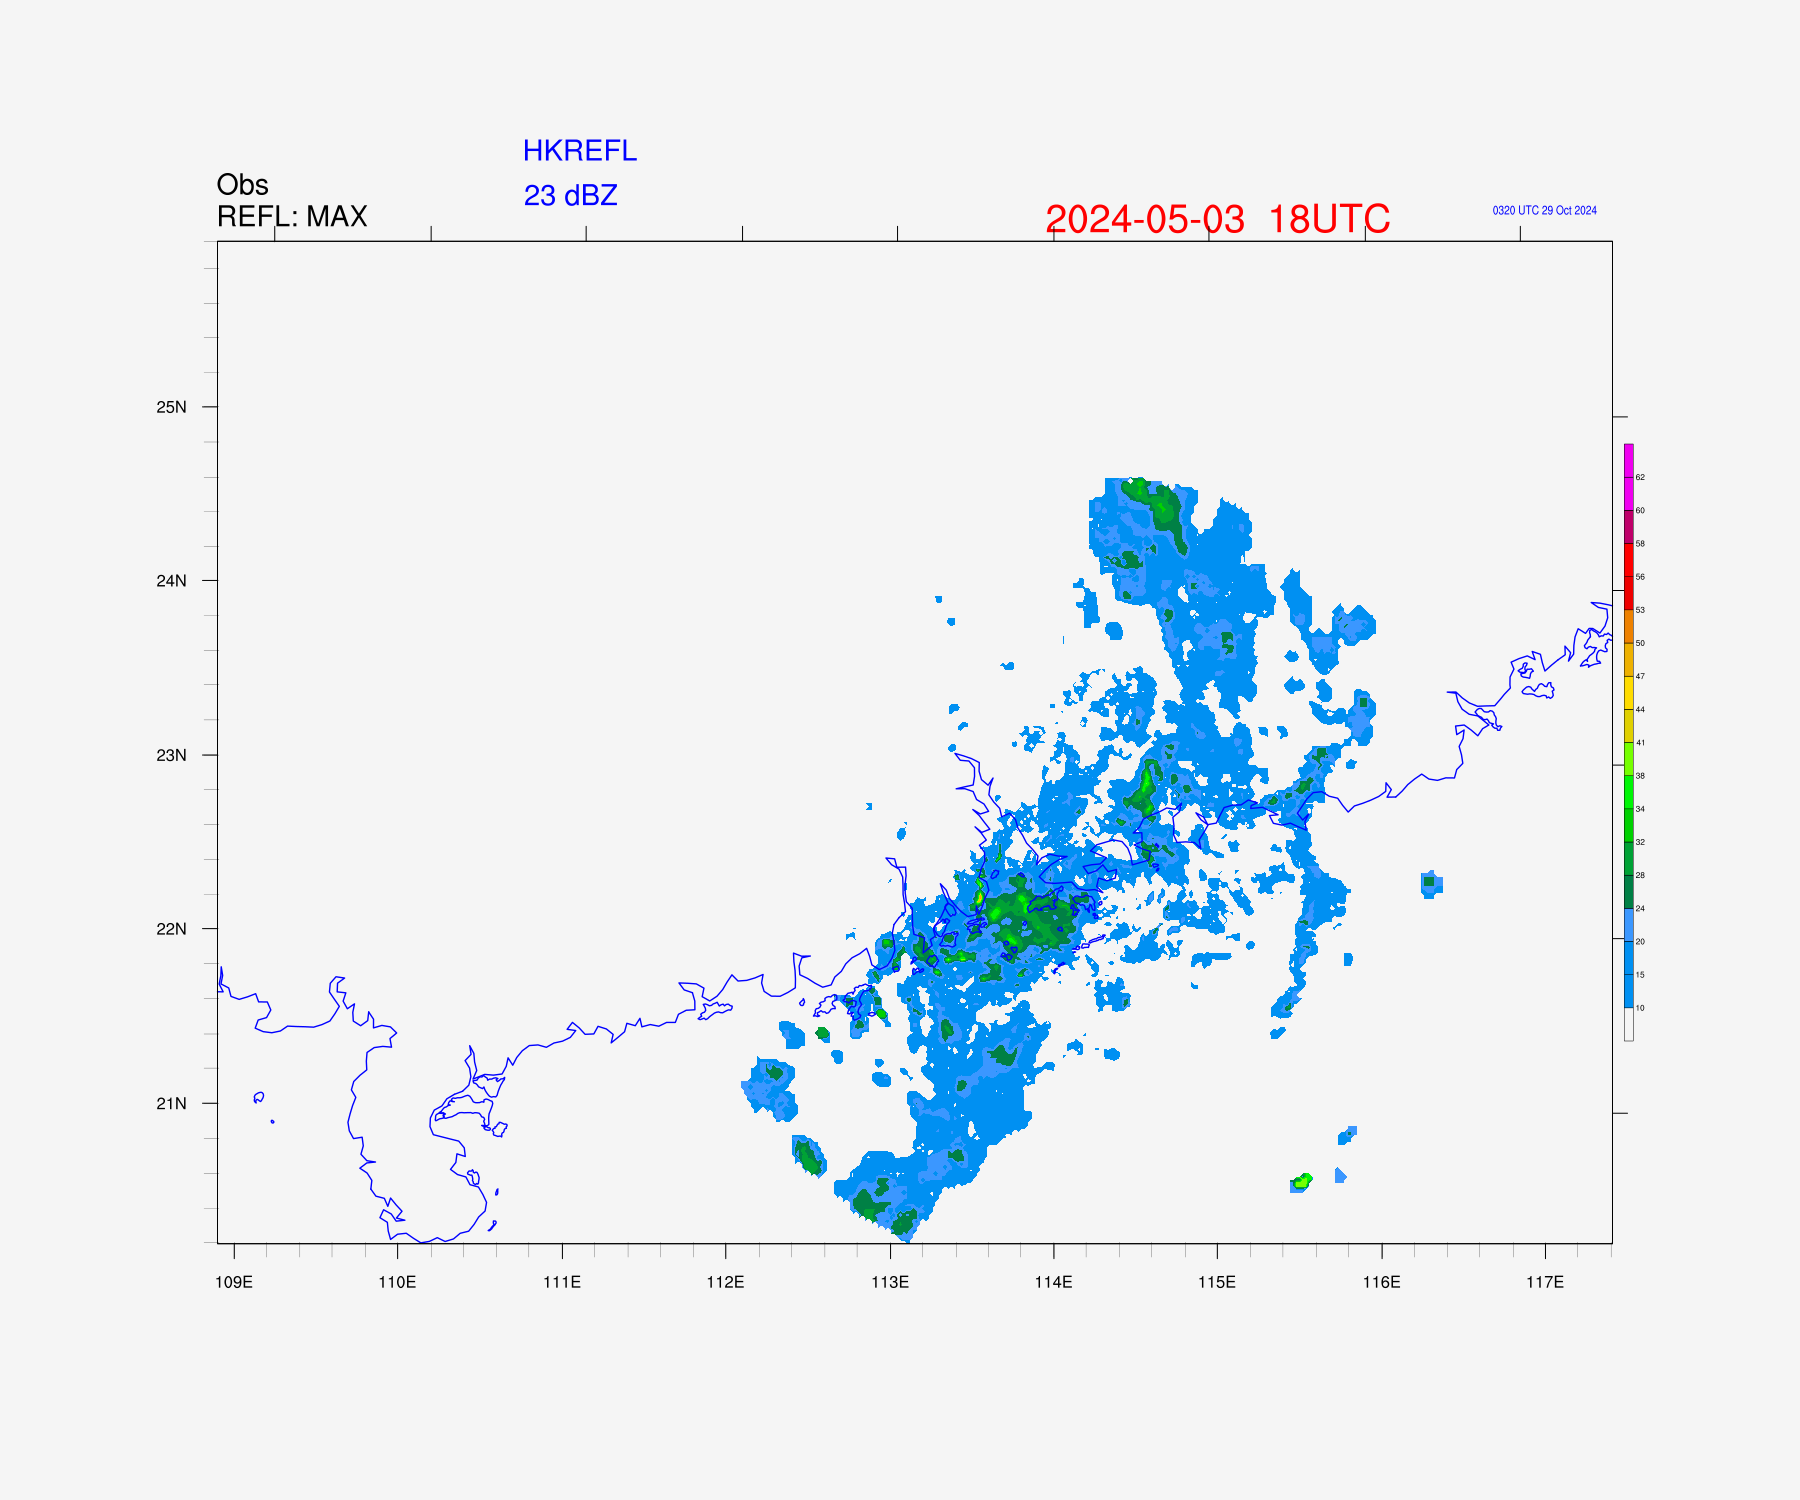 HKREFL
Obs
23 dBZ
REFL: MAX
2024-05-03 18UTC
0320 UTC 29 Oct 2024
25N
24N
23N
22N
21N
62
60
58
56
53
50
47
44
41
38
34
32
28
24
20
15
10
109E 110E 111E 112E 113E 114E 115E 116E 117E